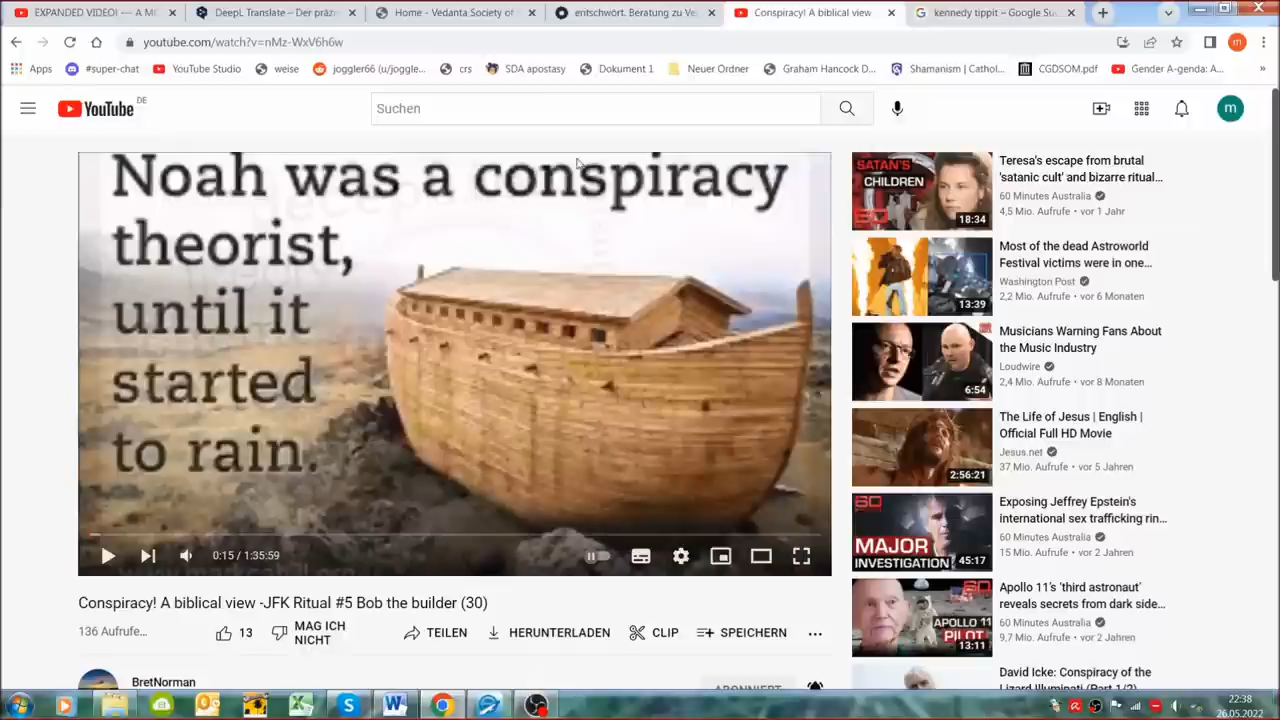 EXPANDED VIDEO! -- A M
DeepL Translate – Der präz
Home - Vedanta Society of
entschwört. Beratung zu Ve
Conspiracy! A biblical view
kennedy tippit – Google Su
youtube.com/watch?v=nMz-WxV6h6w
Apps
#super-chat
YouTube Studio
weise
joggler66 (u/joggle...
crs
SDA apostasy
Dokument 1
Neuer Ordner
Graham Hancock D...
Shamanism | Cathol...
CGDSOM.pdf
Gender A-genda: A...
»
YouTube DE
Suchen
m
Noah was a conspiracy
theorist,
until it
started
to rain.
0:15 / 1:35:59
Conspiracy! A biblical view -JFK Ritual #5 Bob the builder (30)
136 Aufrufe...
13
MAG ICH
NICHT
TEILEN
HERUNTERLADEN
CLIP
SPEICHERN
BretNorman
ABONNIERT
SATAN'S
CHILDREN
60
18:34
Teresa's escape from brutal
'satanic cult' and bizarre ritual...
60 Minutes Australia
4,5 Mio. Aufrufe • vor 1 Jahr
13:39
Most of the dead Astroworld
Festival victims were in one...
Washington Post
2,2 Mio. Aufrufe • vor 6 Monaten
6:54
Musicians Warning Fans About
the Music Industry
Loudwire
2,4 Mio. Aufrufe • vor 8 Monaten
2:56:21
The Life of Jesus | English |
Official Full HD Movie
Jesus.net
37 Mio. Aufrufe • vor 5 Jahren
60
MAJOR
INVESTIGATION
45:17
Exposing Jeffrey Epstein's
international sex trafficking rin...
60 Minutes Australia
15 Mio. Aufrufe • vor 2 Jahren
60
APOLLO 11
PILOT
13:11
Apollo 11's 'third astronaut'
reveals secrets from dark side...
60 Minutes Australia
9,7 Mio. Aufrufe • vor 2 Jahren
David Icke: Conspiracy of the
Lizard Illuminati (Part 1/2)
22:38
26.05.2022